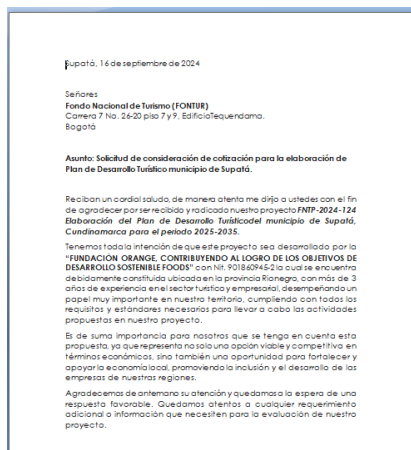 Supatá, 16 de septiembre de 2024
Señores
Fondo Nacional de Turismo (FONTUR)
Carrera 7 No. 26-20 piso 7 y 9, EdificioTequendama.
Bogotá
Asunto: Solicitud de consideración de cotización para la elaboración de
Plan de Desarrollo Turístico municipio de Supatá.
Reciban un cordial saludo, de manera atenta me dirijo a ustedes con el fin
de agradecer por ser recibido y radicado nuestro proyecto FNTP-2024-124
Elaboración del Plan de Desarrollo Turísticodel municipio de Supatá,
Cundinamarca para el periodo 2025-2035.
Tenemos toda la intención de que este proyecto sea desarrollado por la
"FUNDACIÓN ORANGE, CONTRIBUYENDO AL LOGRO DE LOS OBJETIVOS DE
DESARROLLO SOSTENIBLE FOODS" con Nit. 901860945-2 la cual se encuentra
debidamente constituida ubicada en la provincia Rionegro, con más de 3
años de experiencia en el sector turístico y empresarial, desempeñando un
papel muy importante en nuestro territorio, cumpliendo con todos los
requisitos y estándares necesarios para llevar a cabo las actividades
propuestas en nuestro proyecto.
Es de suma importancia para nosotros que se tenga en cuenta esta
propuesta, ya que representa no solo una opción viable y competitiva en
términos económicos, sino también una oportunidad para fortalecer y
apoyar la economía local, promoviendo la inclusión y el desarrollo de las
empresas de nuestras regiones.
Agradecemos de antemano su atención y quedamos a la espera de una
respuesta favorable. Quedamos atentos a cualquier requerimiento
adicional o información que necesiten para la evaluación de nuestro
proyecto.